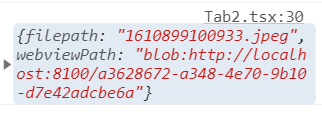 Tab2.tsx:30
{filepath: "1610899100933.jpeg",
webviewPath: "blob:http://localh
ost:8100/a3628672-a348-4e70-9b10
-d7e42adcbe6a"}